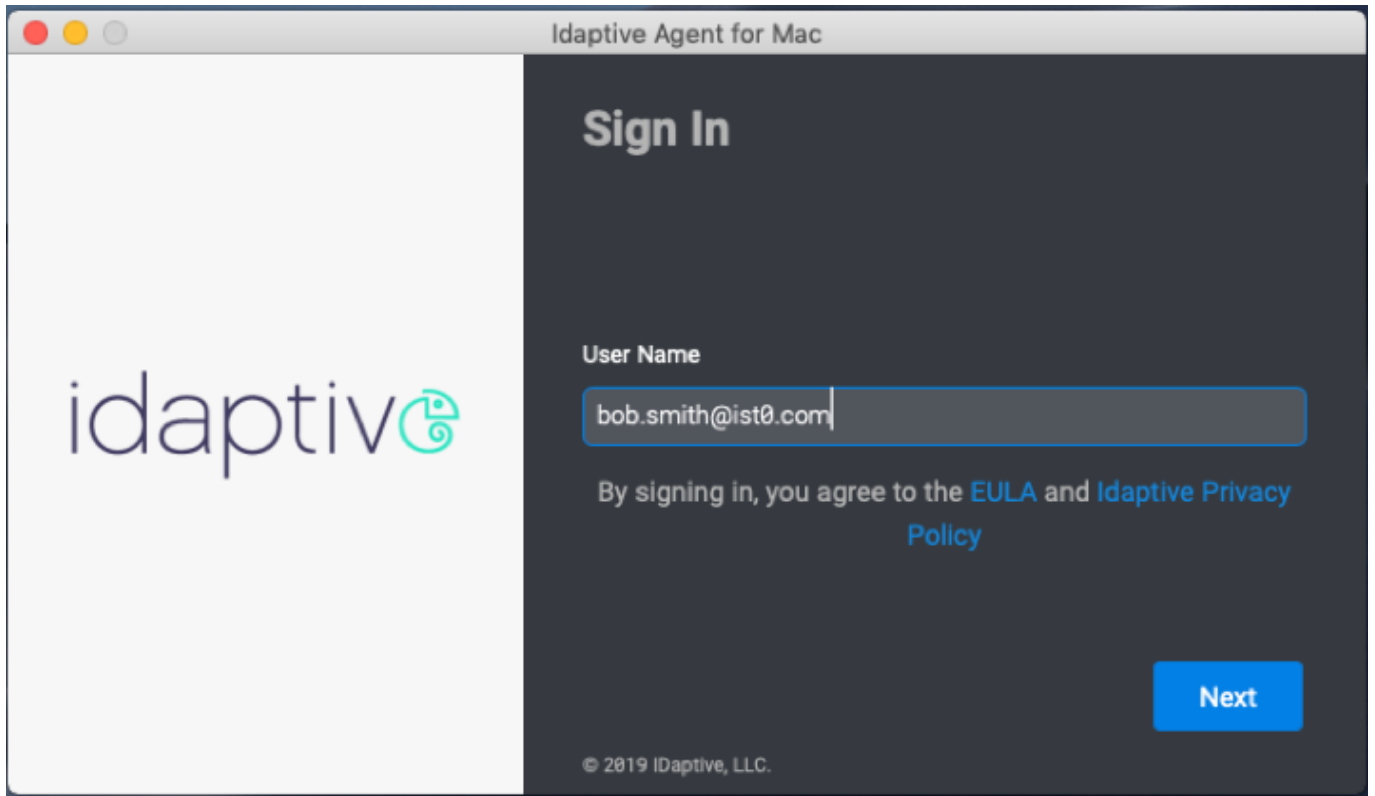 Idaptive Agent for Mac
Sign In
idaptive
User Name
bob.smith@ist0.com
By signing in, you agree to the EULA and Idaptive Privacy
Policy
Next
© 2019 IDaptive, LLC.